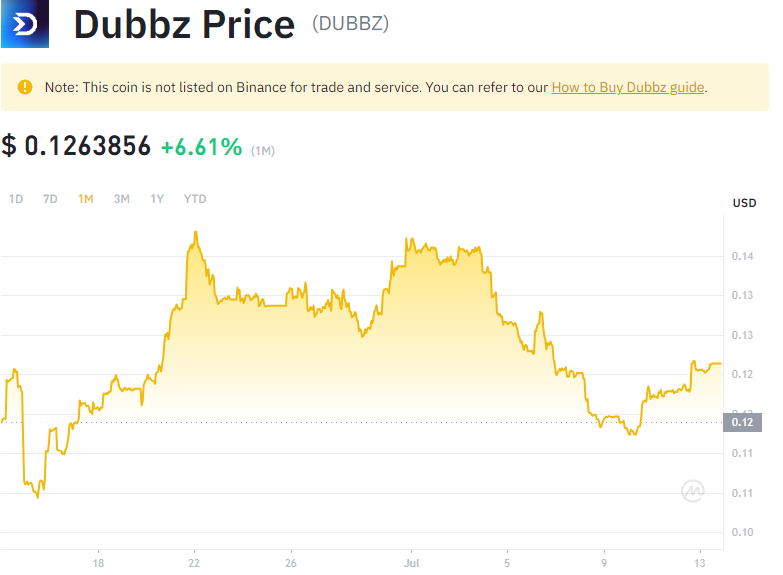 Dubbz Price (DUBBZ)
Note: This coin is not listed on Binance for trade and service. You can refer to our How to Buy Dubbz guide.
$ 0.1263856 +6.61% (1M)
1D 7D 1M 3M 1Y YTD
USD
0.14
0.13
0.13
0.12
0.12
0.12
0.11
0.11
0.10
18 22 26 Jul 5 9 13